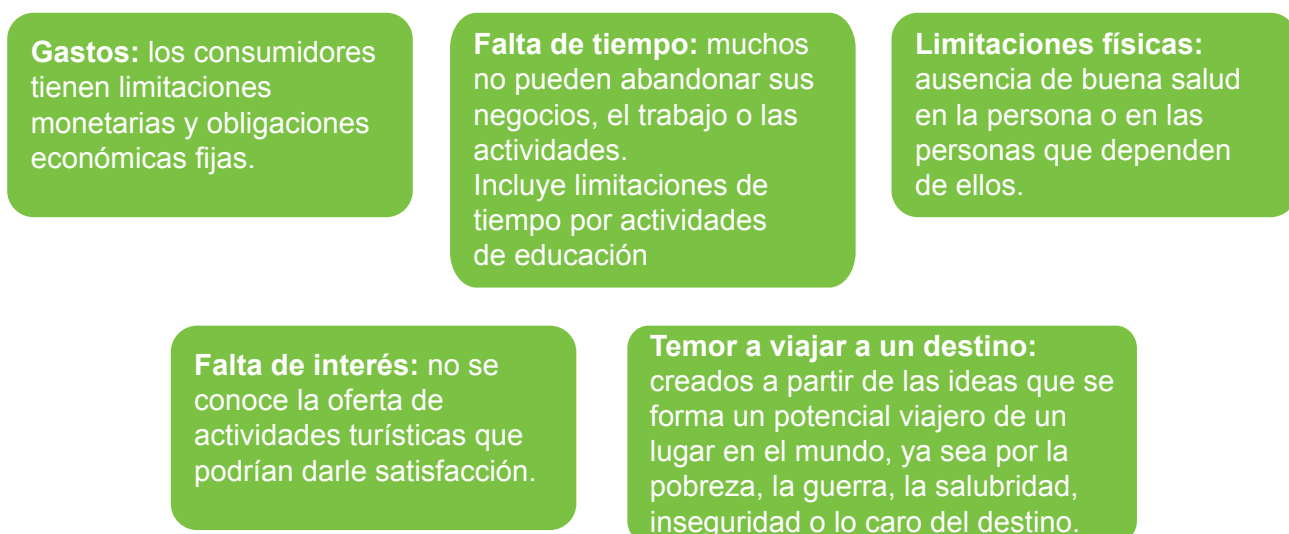 Gastos: los consumidores
tienen limitaciones
monetarias y obligaciones
económicas fijas.
Falta de tiempo: muchos
no pueden abandonar sus
negocios, el trabajo o las
actividades.
Incluye limitaciones de
tiempo por actividades
de educación
Limitaciones físicas:
ausencia de buena salud
en la persona o en las
personas que dependen
de ellos.
Falta de interés: no se
conoce la oferta de
actividades turísticas que
podrían darle satisfacción.
Temor a viajar a un destino:
creados a partir de las ideas que se
forma un potencial viajero de un
lugar en el mundo, ya sea por la
pobreza, la guerra, la salubridad,
inseguridad o lo caro del destino.